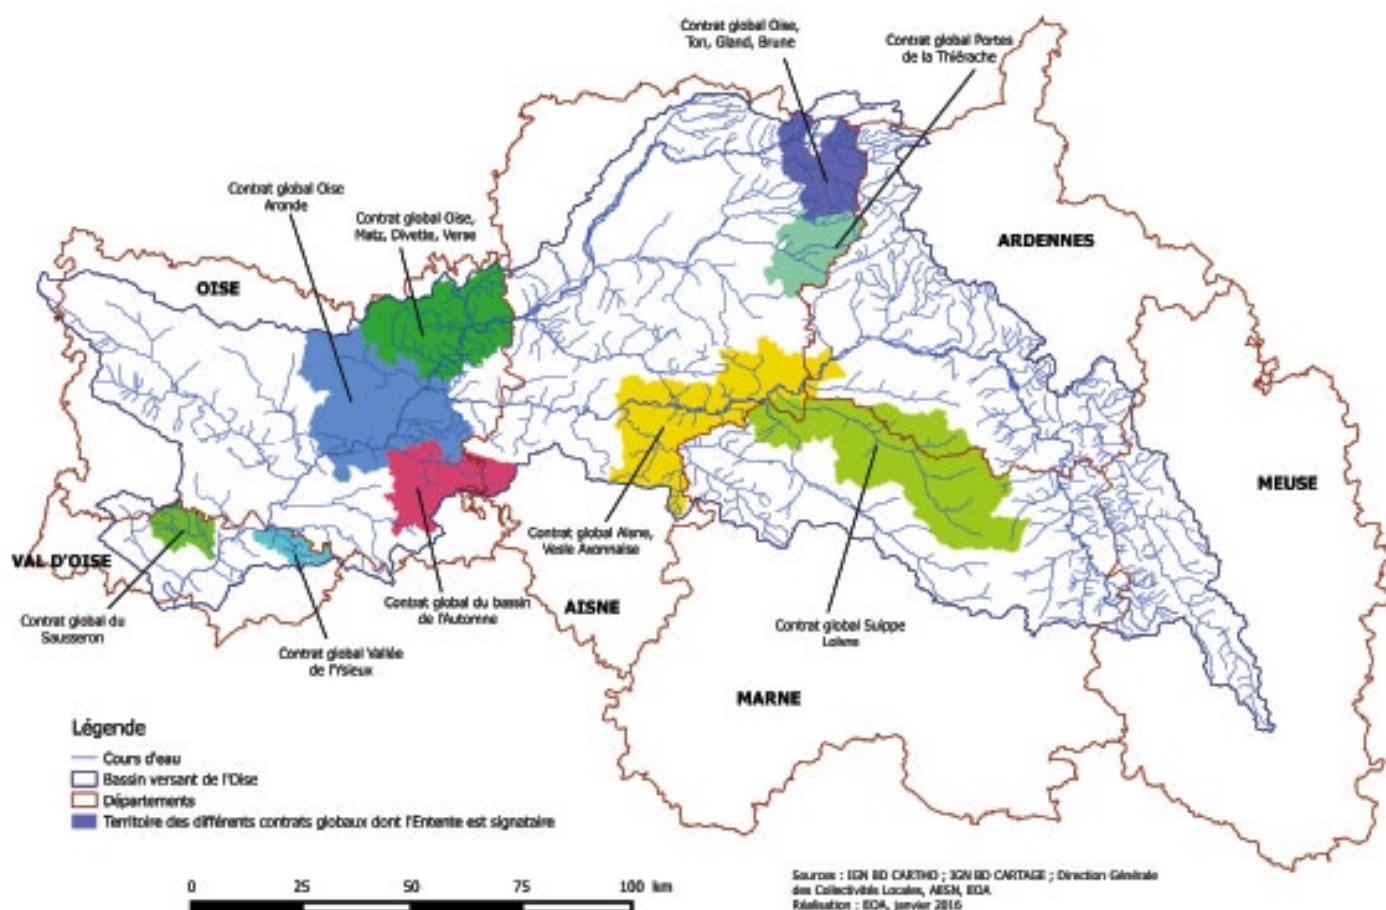 Contrat global Oise,
Ton, Gland, Brune
Contrat global Portes
de la Thiérache
Contrat global Oise
Aronde
Contrat global Oise,
Matz, Divette, Verse
ARDENNES
OISE
MEUSE
VAL D'OISE
Contrat global Aisne,
Vesle Axonnaise
Contrat global du bassin
de l'Automne
AISNE
Contrat global du
Sausseron
Contrat global Suippe
Loivre
Contrat global Vallée
de l'Ysieux
MARNE
Légende
Cours d'eau
Bassin versant de l'Oise
Départements
Territoire des différents contrats globaux dont l'Entente est signataire
0 25 50 75 100 km
Sources : IGN BD CARTHO ; IGN BD CARTAGE ; Direction Générale
des Collectivités Locales, AESN, EOA
Réalisation : EOA, janvier 2016